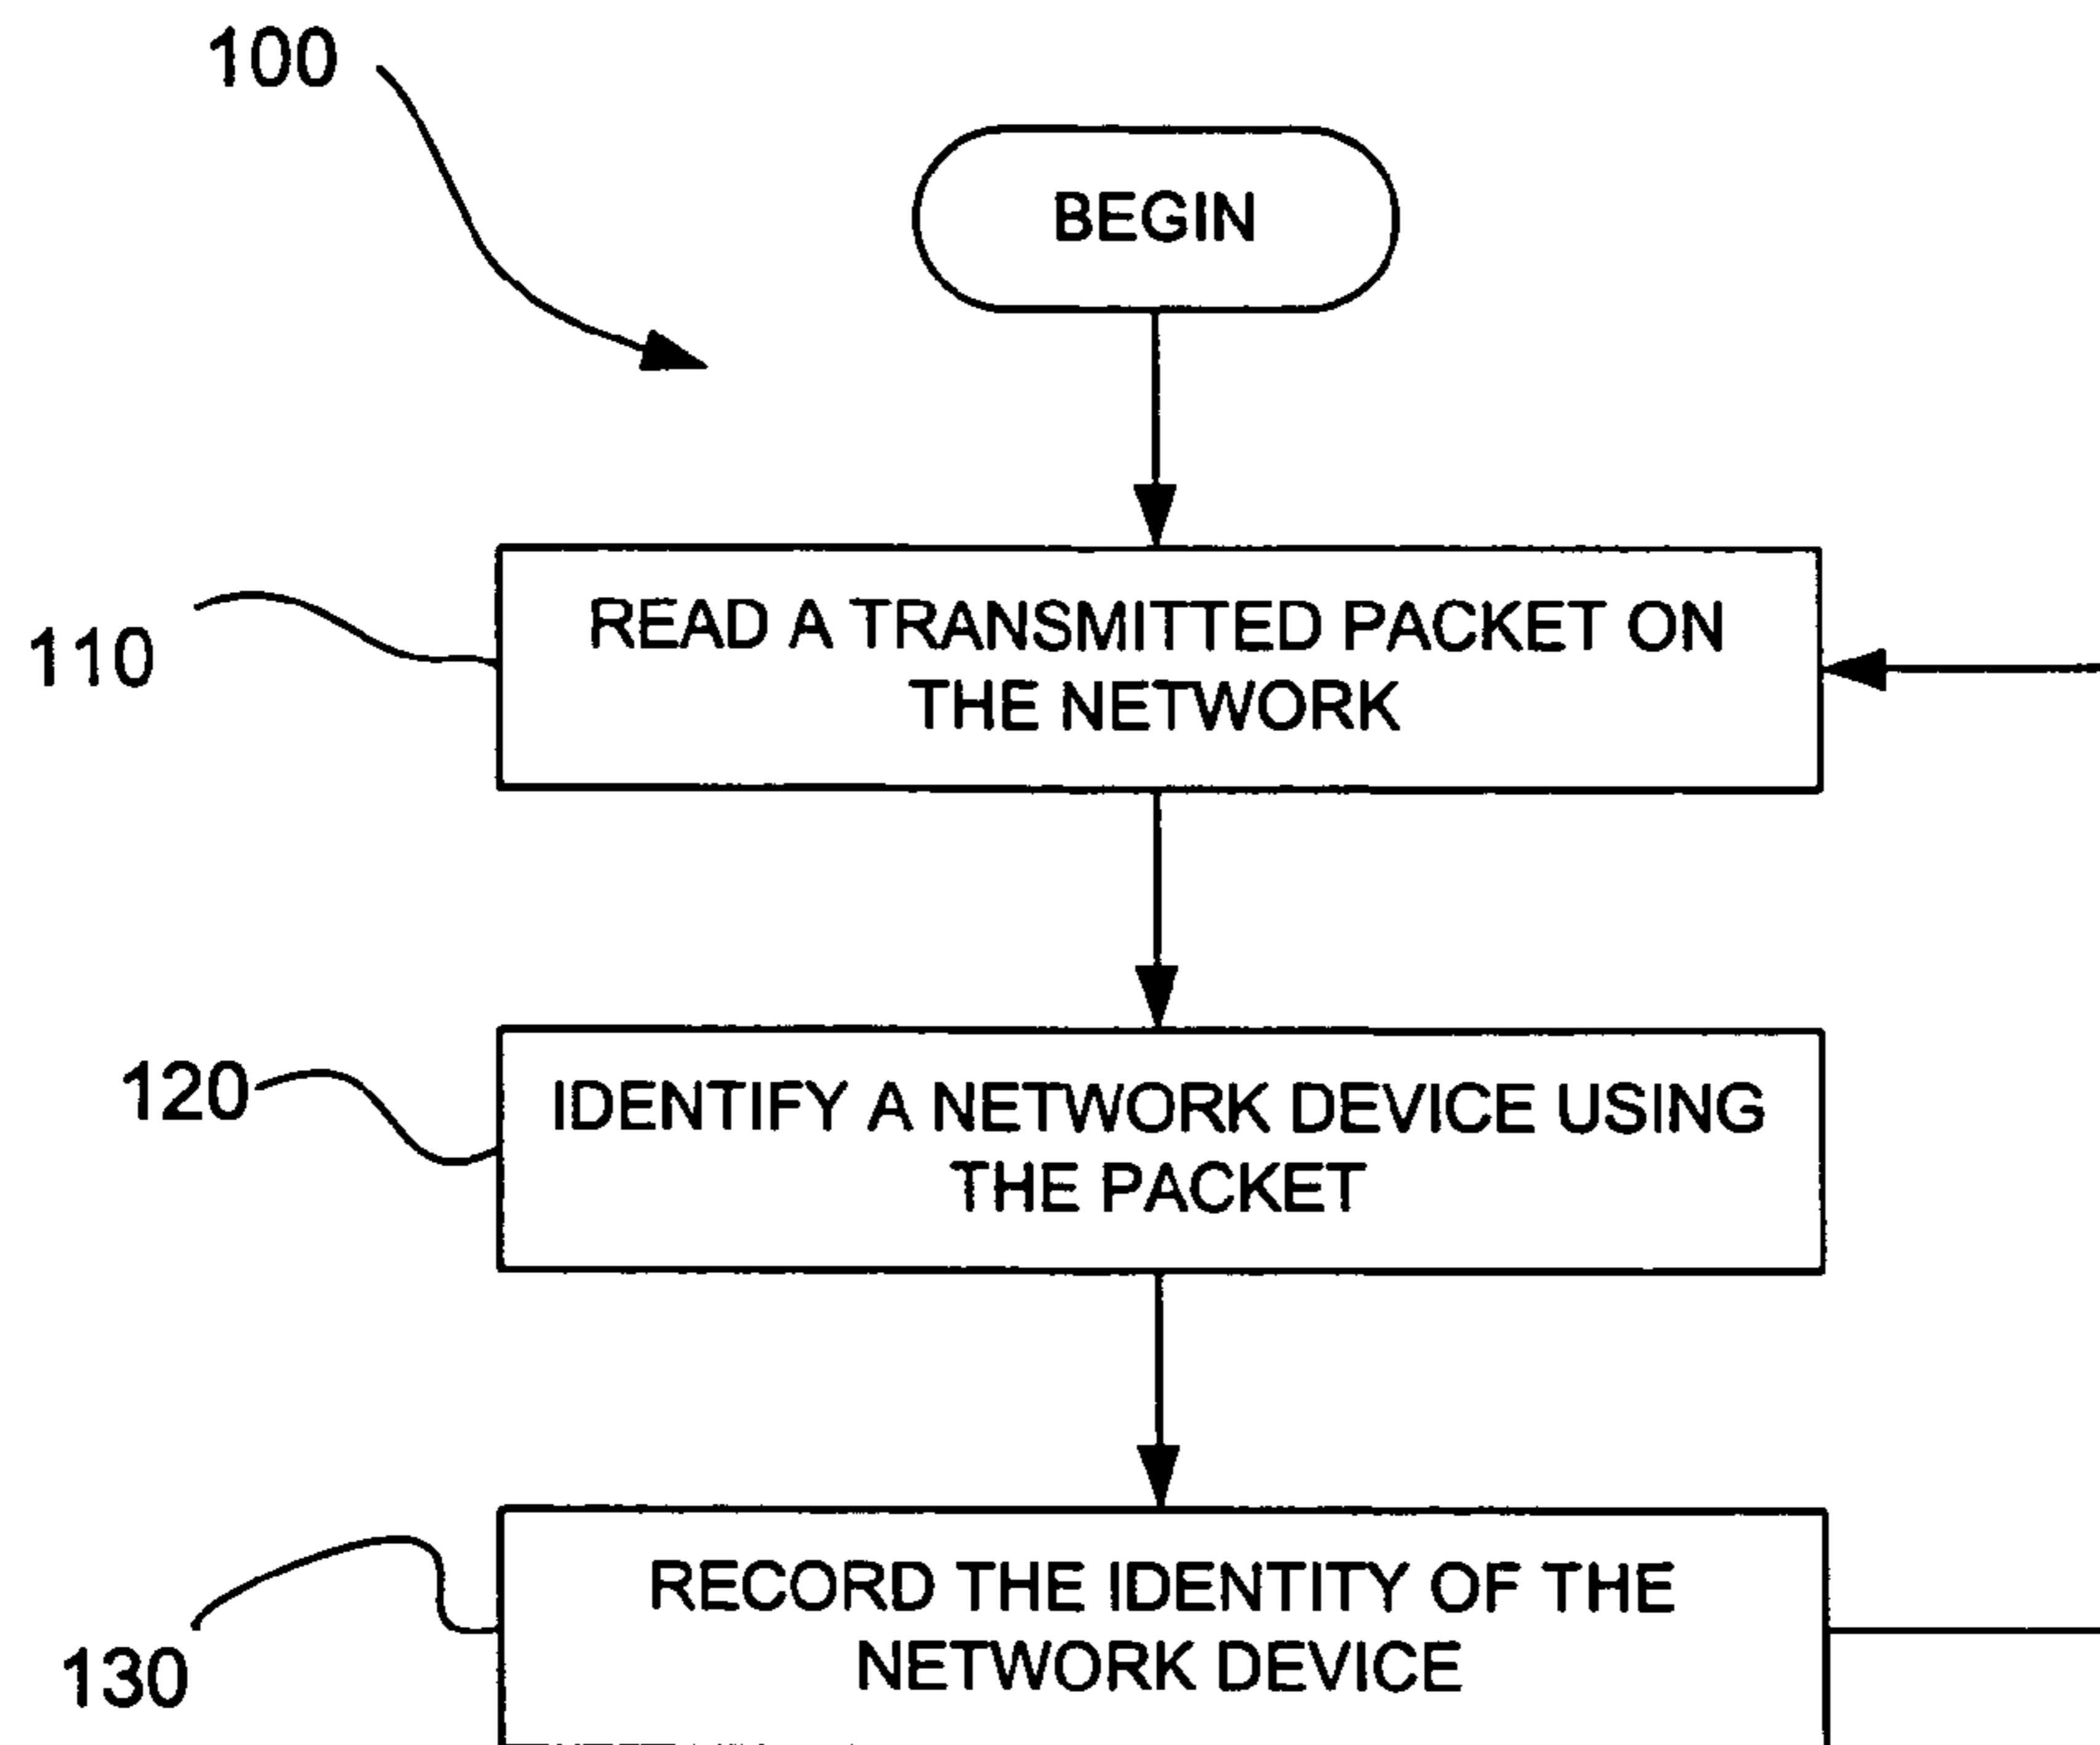 100
BEGIN
110
READ A TRANSMITTED PACKET ON
THE NETWORK
120
IDENTIFY A NETWORK DEVICE USING
THE PACKET
130
RECORD THE IDENTITY OF THE
NETWORK DEVICE